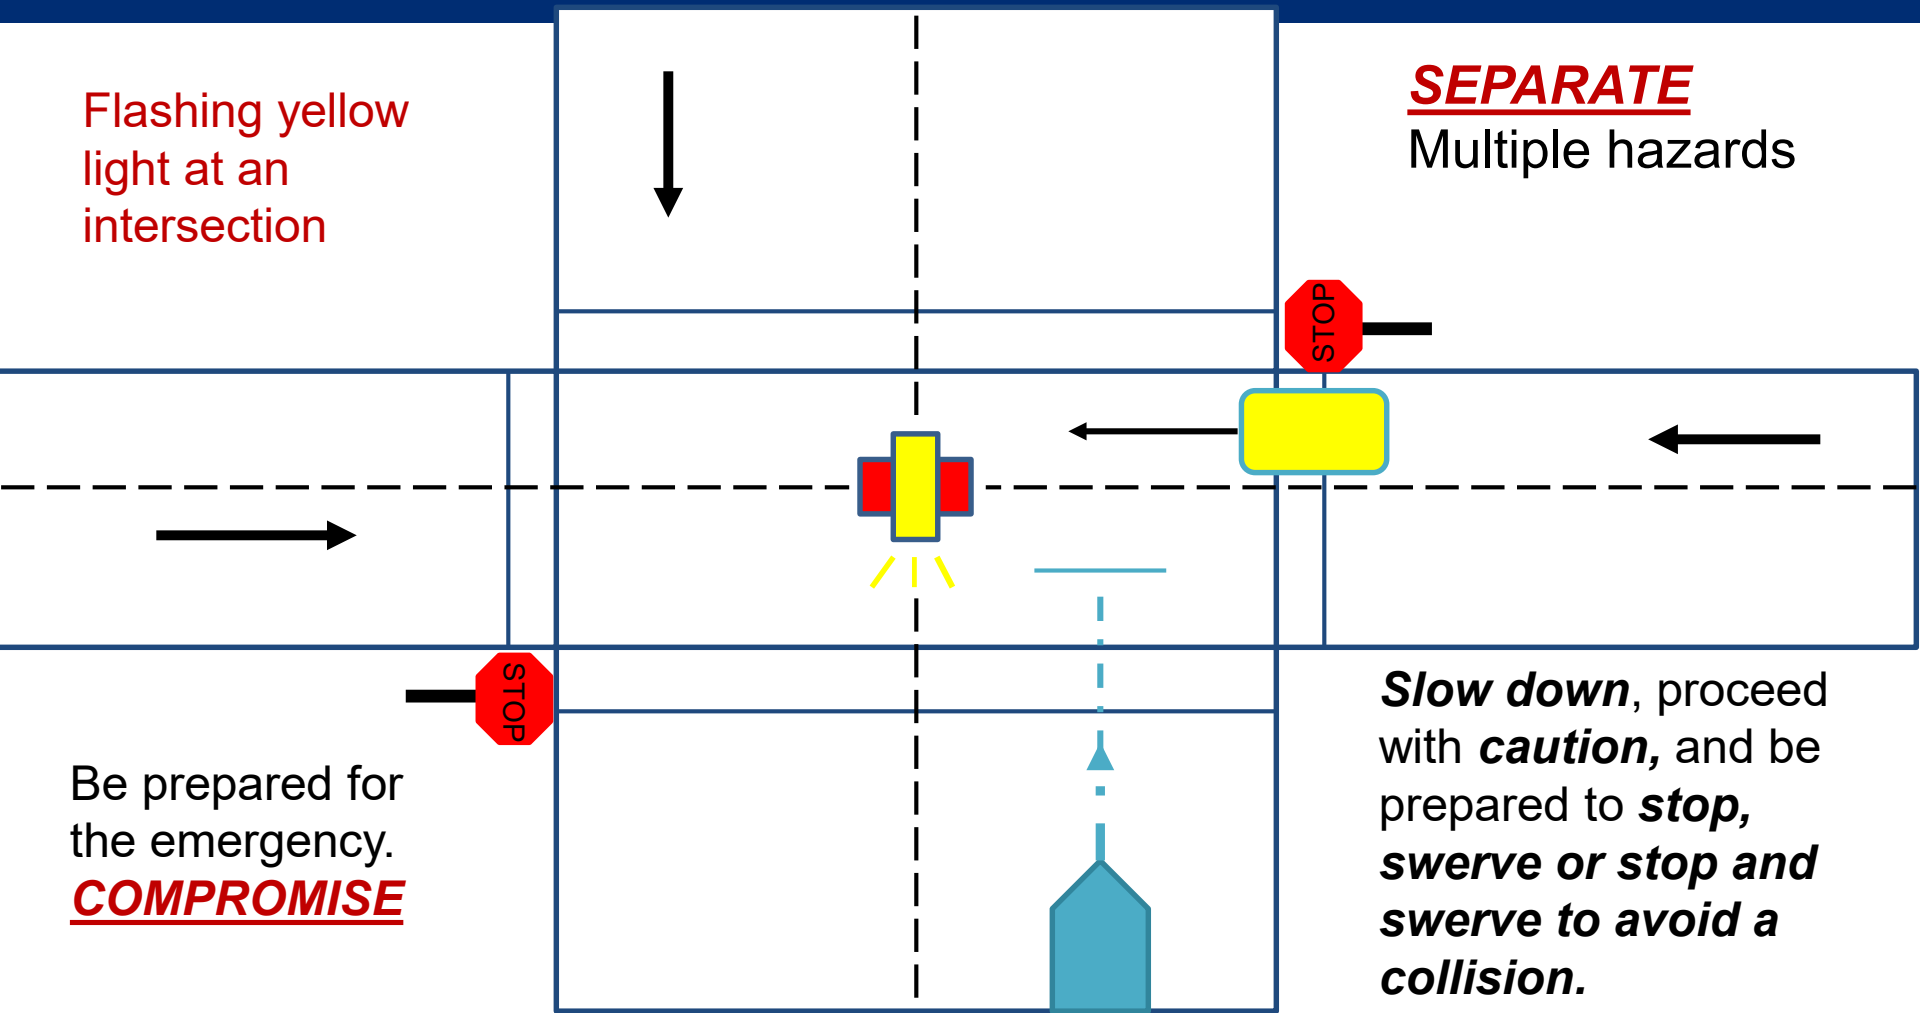 Flashing yellow
light at an
intersection
SEPARATE
Multiple hazards
STOP
STOP
Be prepared for
the emergency.
COMPROMISE
Slow down, proceed
with caution, and be
prepared to stop,
swerve or stop and
swerve to avoid a
collision.